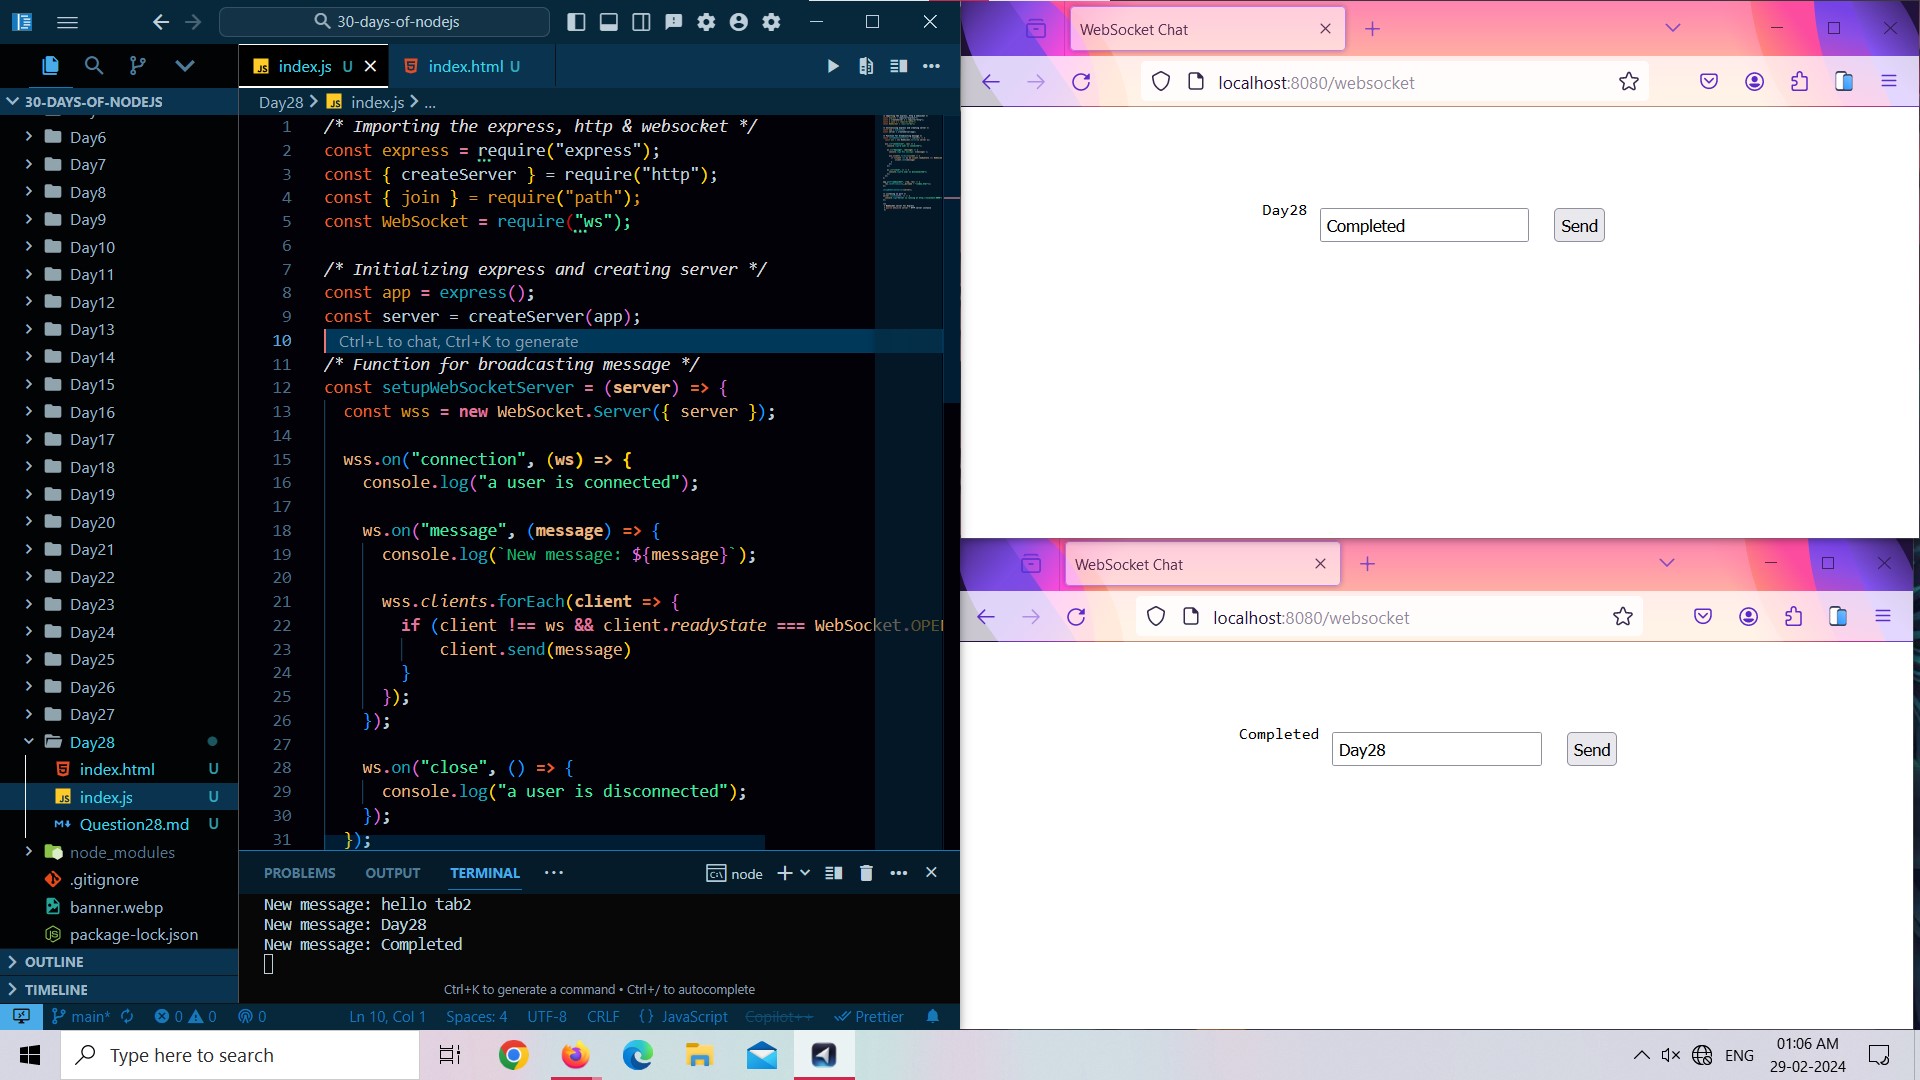 30-days-of-nodejs
index.js U
index.html U
30-DAYS-OF-NODEJS
Day6
Day7
Day8
Day9
Day10
Day11
Day12
Day13
Day14
Day15
Day16
Day17
Day18
Day19
Day20
Day21
Day22
Day23
Day24
Day25
Day26
Day27
Day28
index.html U
index.js U
Question28.md U
node_modules
.gitignore
banner.webp
package-lock.json
OUTLINE
TIMELINE
Day28 > index.js > ...
1 /* Importing the express, http & websocket */
2 const express = require("express");
3 const { createServer } = require("http");
4 const { join } = require("path");
5 const WebSocket = require("ws");
6
7 /* Initializing express and creating server */
8 const app = express();
9 const server = createServer(app);
10 Ctrl+L to chat, Ctrl+K to generate
11 /* Function for broadcasting message */
12 const setupWebSocketServer = (server) => {
13 const wss = new WebSocket.Server({ server });
14
15 wss.on("connection", (ws) => {
16 console.log("a user is connected");
17
18 ws.on("message", (message) => {
19 console.log(`New message: ${message}`);
20
21 wss.clients.forEach(client => {
22 if (client !== ws && client.readyState === WebSocket.OPE
23 client.send(message)
24 }
25 });
26 });
27
28 ws.on("close", () => {
29 console.log("a user is disconnected");
30 });
31 });
PROBLEMS OUTPUT TERMINAL ... node
New message: hello tab2
New message: Day28
New message: Completed
Ctrl+K to generate a command • Ctrl+/ to autocomplete
main* 0 0 0 Ln 10, Col 1 Spaces: 4 UTF-8 CRLF {} JavaScript Copilot++ Prettier
WebSocket Chat
localhost:8080/websocket
Day28 Completed Send
WebSocket Chat
localhost:8080/websocket
Completed Day28 Send
Type here to search
ENG
01:06 AM
29-02-2024